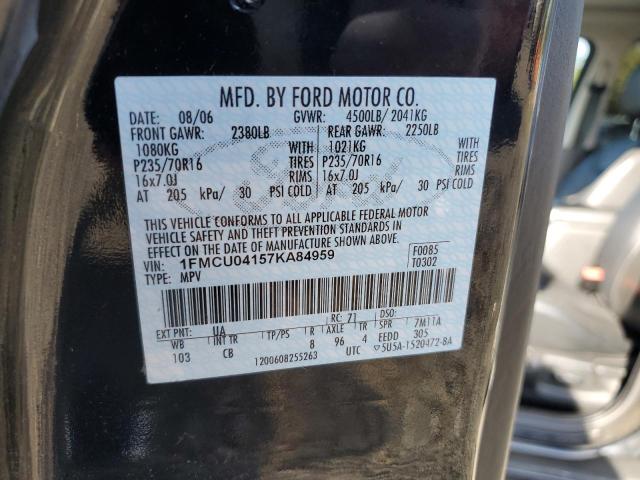 MFD. BY FORD MOTOR CO.
DATE: 08/06 GVWR: 4500LB/ 2041KG
FRONT GAWR: 2380LB REAR GAWR: 2250LB
1080KG WITH 1021KG WITH
P235/70R16 TIRES P235/70R16 TIRES
16x7.0J RIMS 16x7.0J RIMS
AT 205 kPa/ 30 PSI COLD AT 205 kPa/ 30 PSI COLD
THIS VEHICLE CONFORMS TO ALL APPLICABLE FEDERAL MOTOR
VEHICLE SAFETY AND THEFT PREVENTION STANDARDS IN
EFFECT ON THE DATE OF MANUFACTURE SHOWN ABOVE.
VIN: 1FMCU04157KA84959 F0085
TYPE: MPV T0302
EXT PNT: UA RC: 71 DSO:
WB INT TR TP/PS R AXLE TR SPR 7M11A
103 CB 8 96 4 EEDD 305
1200608255263 UTC 5U5A-1520472-BA